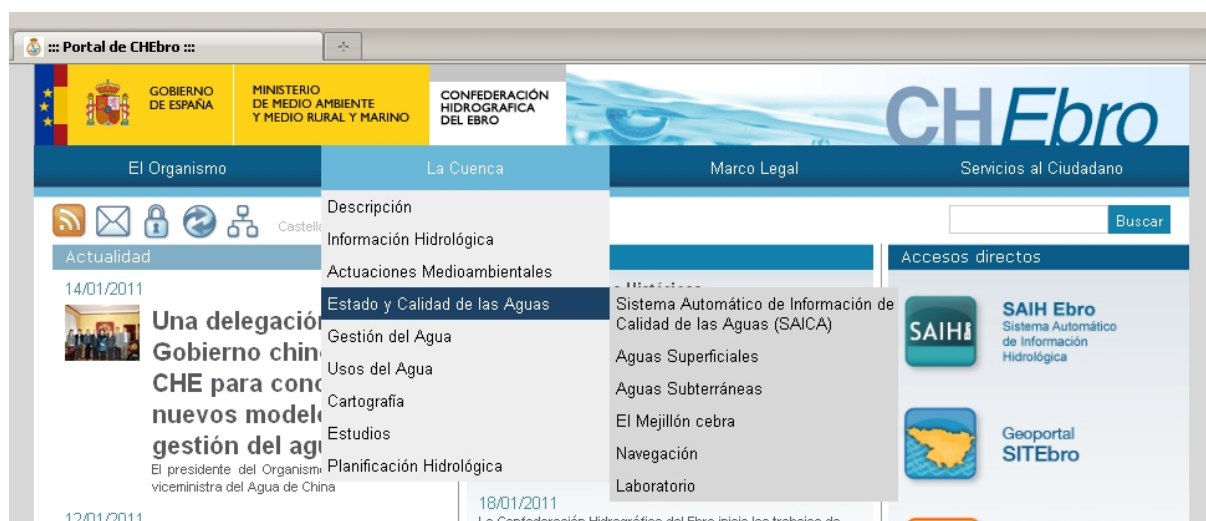 ::: Portal de CHEbro :::
GOBIERNO
DE ESPAÑA
MINISTERIO
DE MEDIO AMBIENTE
Y MEDIO RURAL Y MARINO
CONFEDERACIÓN
HIDROGRAFICA
DEL EBRO
CHEbro
El Organismo
La Cuenca
Marco Legal
Servicios al Ciudadano
Descripción
Información Hidrológica
Actuaciones Medioambientales
Estado y Calidad de las Aguas
Gestión del Agua
Usos del Agua
Cartografía
Estudios
Planificación Hidrológica
Sistema Automático de Información de
Calidad de las Aguas (SAICA)
Aguas Superficiales
Aguas Subterráneas
El Mejillón cebra
Navegación
Laboratorio
Buscar
Actualidad
14/01/2011
Una delegación
Gobierno chin
CHE para cono
nuevos model
gestión del ag
El presidente del Organism
viceministra del Agua de China
12/01/2011
18/01/2011
La Confederación Hidrográfica del Ebro inicia los trabajos de
Accesos directos
SAIH
SAIH Ebro
Sistema Automático
de Información
Hidrológica
Geoportal
SITEbro